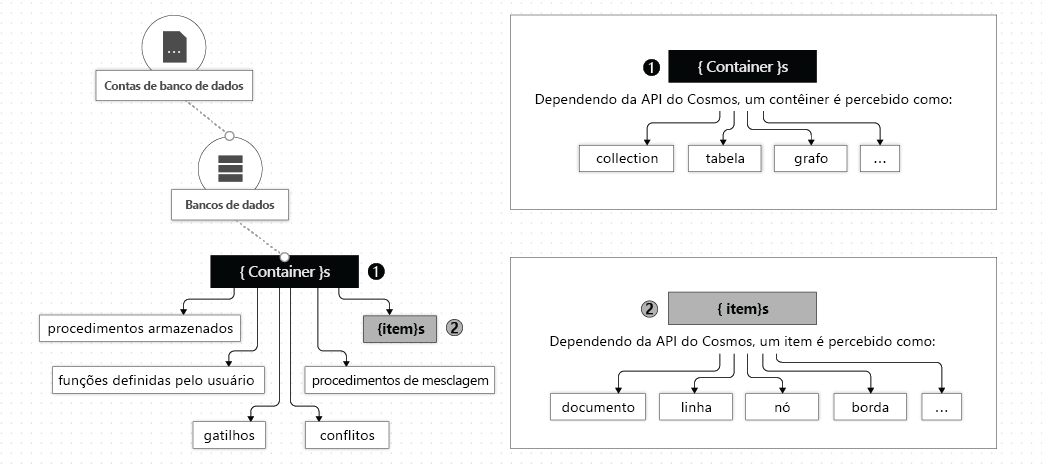 ...
Contas de banco de dados
Bancos de dados
{ Container }s
1
procedimentos armazenados
{item}s
2
funções definidas pelo usuário
procedimentos de mesclagem
gatilhos
conflitos
1
{ Container }s
Dependendo da API do Cosmos, um contêiner é percebido como:
collection
tabela
grafo
...
2
{ item}s
Dependendo da API do Cosmos, um item é percebido como:
documento
linha
nó
borda
...